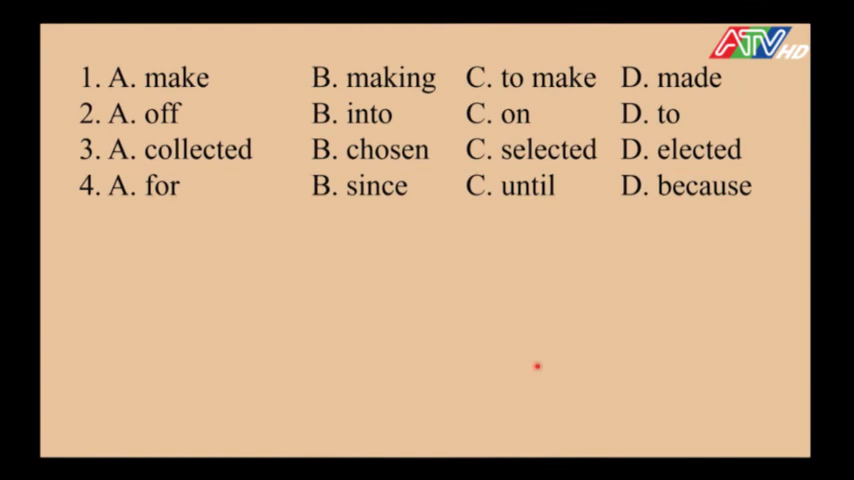 ATV HD
1. A. make B. making C. to make D. made
2. A. off B. into C. on D. to
3. A. collected B. chosen C. selected D. elected
4. A. for B. since C. until D. because